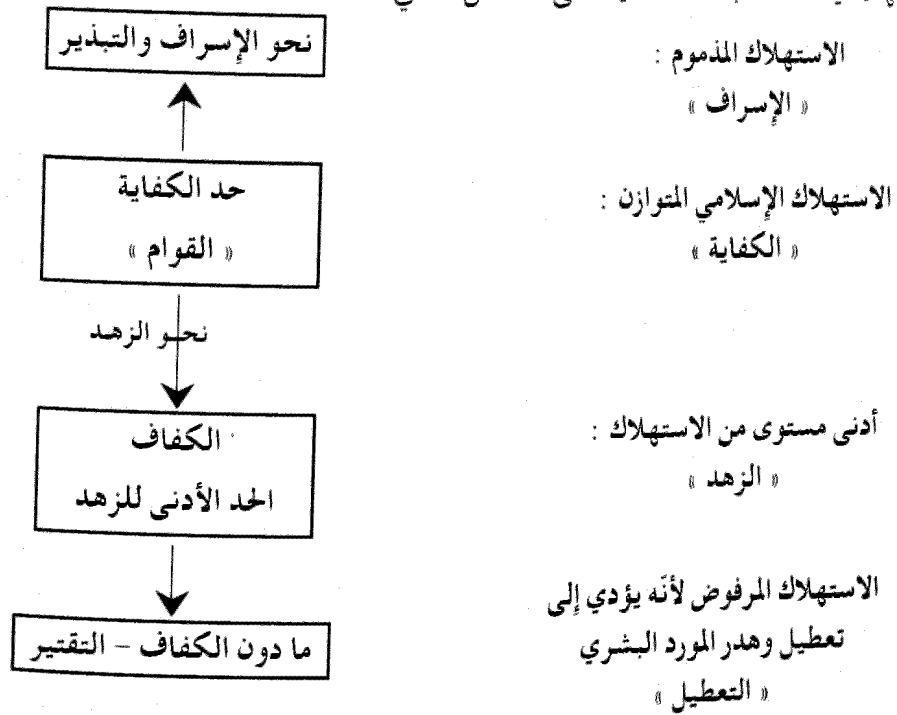 الاستهلاك المذموم :
« الإسراف »
نحو الإسراف والتبذير
الاستهلاك الإسلامي المتوازن :
« الكفاية »
حد الكفاية
« القوام »
نحو الزهد
أدنى مستوى من الاستهلاك :
« الزهد »
الكفاف
الحد الأدنى للزهد
الاستهلاك المرفوض لأنّه يؤدي إلى
تعطيل وهدر المورد البشري
« التعطيل »
ما دون الكفاف – التقتير